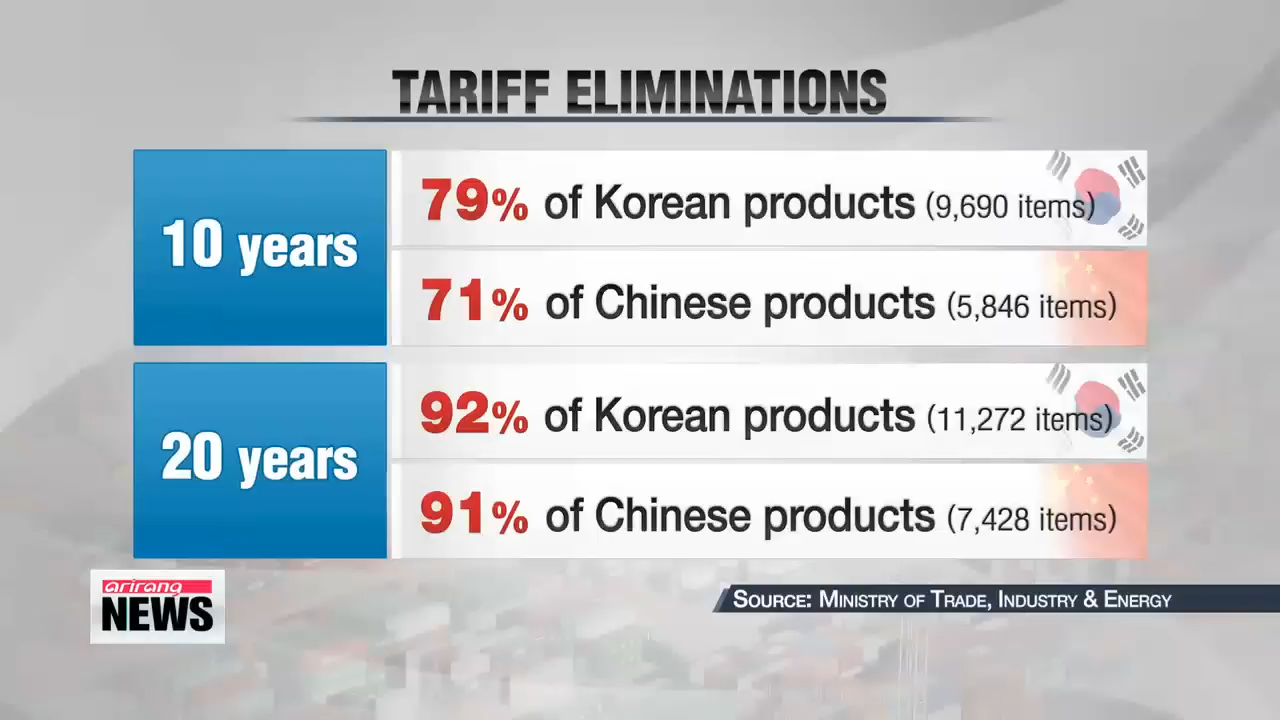 TARIFF ELIMINATIONS
10 years
79% of Korean products (9,690 items)
71% of Chinese products (5,846 items)
20 years
92% of Korean products (11,272 items)
91% of Chinese products (7,428 items)
arirang
NEWS
SOURCE: MINISTRY OF TRADE, INDUSTRY & ENERGY